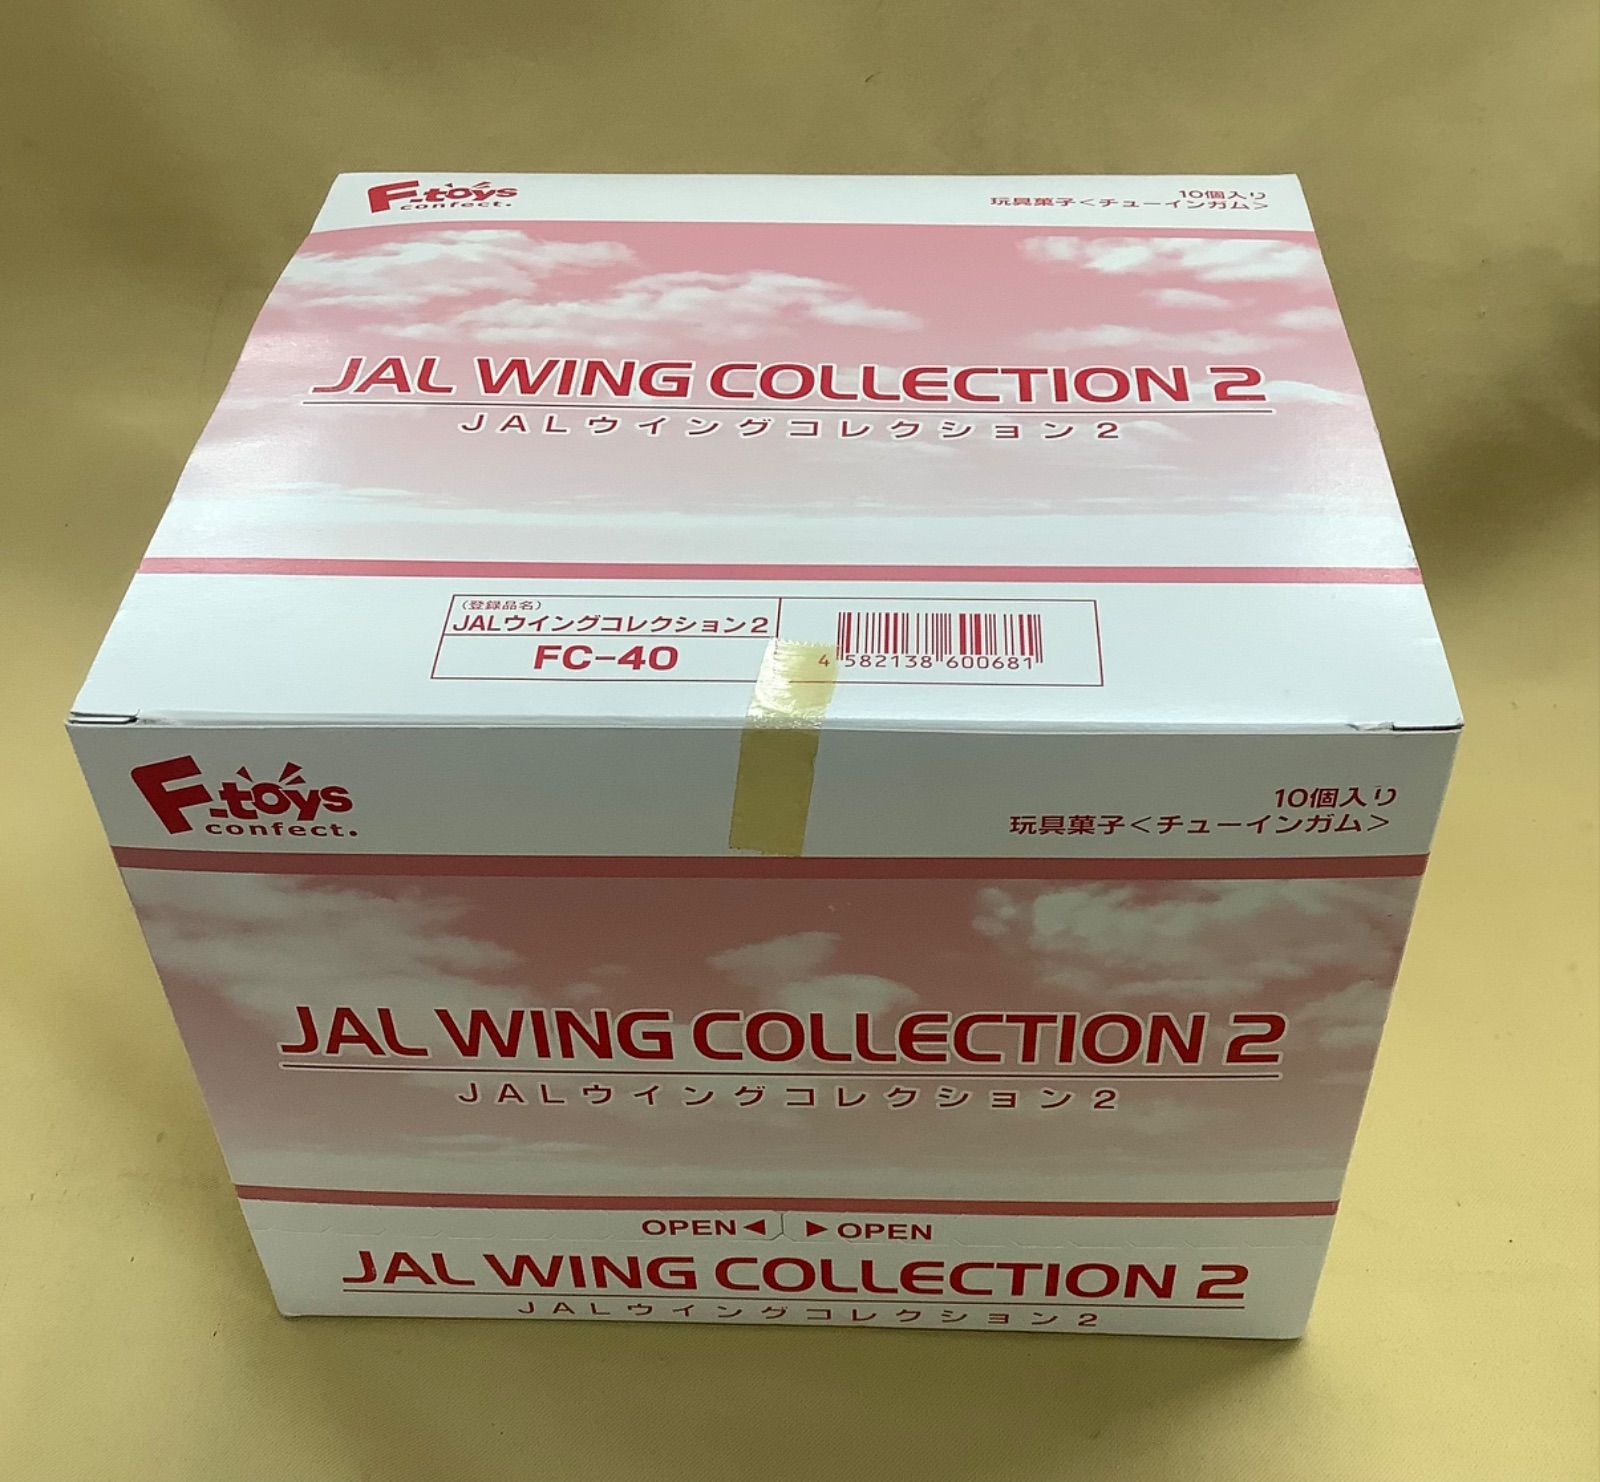 F-toys
confect.
10個入り
玩具菓子<チューインガム>
JAL WING COLLECTION 2
JALウイングコレクション2
(登録品名)
JALウイングコレクション2
FC-40
4 582138 600681
F-toys
confect.
10個入り
玩具菓子<チューインガム>
JAL WING COLLECTION 2
JALウイングコレクション2
OPEN◀ ▶OPEN
JAL WING COLLECTION 2
JALウイングコレクション2